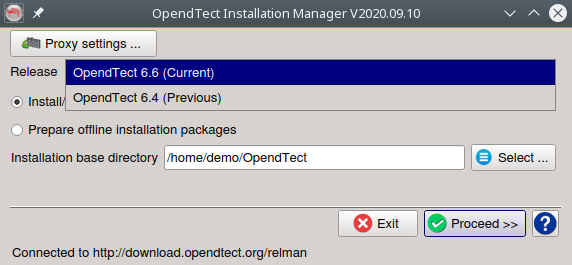 OpendTect Installation Manager V2020.09.10
Proxy settings ...
Release
OpendTect 6.6 (Current)
OpendTect 6.4 (Previous)
Install/
Prepare offline installation packages
Installation base directory /home/demo/OpendTect Select ...
Exit Proceed >> ?
Connected to http://download.opendtect.org/relman